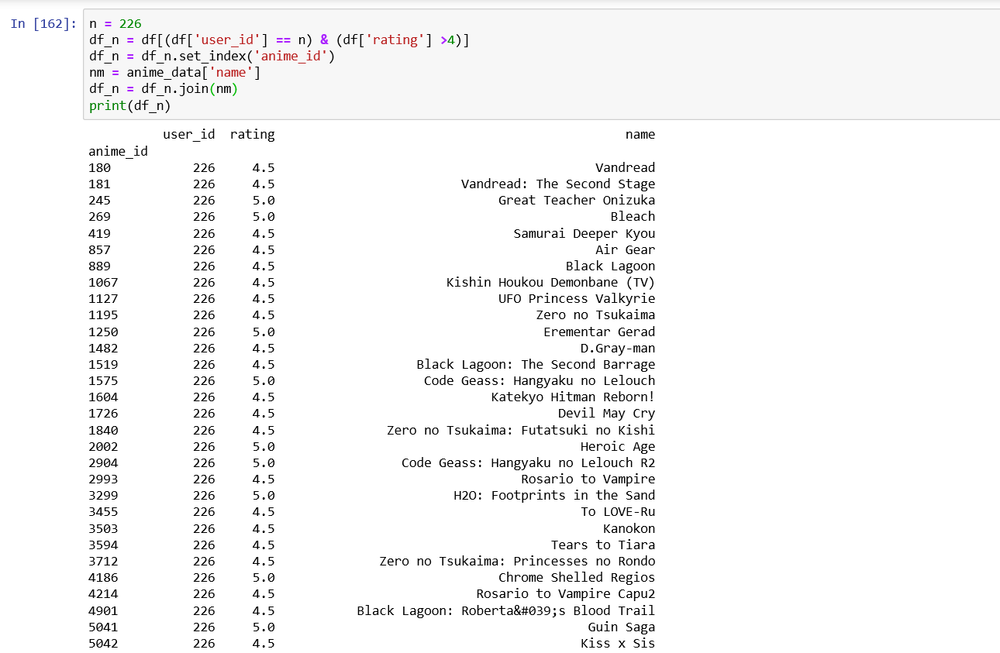 In [162]: n = 226
df_n = df[(df['user_id'] == n) & (df['rating'] >4)]
df_n = df_n.set_index('anime_id')
nm = anime_data['name']
df_n = df_n.join(nm)
print(df_n)
user_id rating name
anime_id
180 226 4.5 Vandread
181 226 4.5 Vandread: The Second Stage
245 226 5.0 Great Teacher Onizuka
269 226 5.0 Bleach
419 226 4.5 Samurai Deeper Kyou
857 226 4.5 Air Gear
889 226 4.5 Black Lagoon
1067 226 4.5 Kishin Houkou Demonbane (TV)
1127 226 4.5 UFO Princess Valkyrie
1195 226 4.5 Zero no Tsukaima
1250 226 5.0 Erementar Gerad
1482 226 4.5 D.Gray-man
1519 226 4.5 Black Lagoon: The Second Barrage
1575 226 5.0 Code Geass: Hangyaku no Lelouch
1604 226 4.5 Katekyo Hitman Reborn!
1726 226 4.5 Devil May Cry
1840 226 4.5 Zero no Tsukaima: Futatsuki no Kishi
2002 226 5.0 Heroic Age
2904 226 5.0 Code Geass: Hangyaku no Lelouch R2
2993 226 4.5 Rosario to Vampire
3299 226 5.0 H2O: Footprints in the Sand
3455 226 4.5 To LOVE-Ru
3503 226 4.5 Kanokon
3594 226 4.5 Tears to Tiara
3712 226 4.5 Zero no Tsukaima: Princesses no Rondo
4186 226 5.0 Chrome Shelled Regios
4214 226 4.5 Rosario to Vampire Capu2
4901 226 4.5 Black Lagoon: Roberta&#039;s Blood Trail
5041 226 5.0 Guin Saga
5042 226 4.5 Kiss x Sis